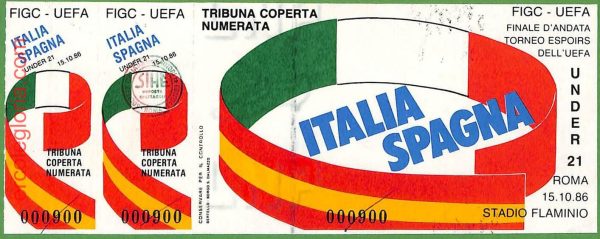 FIGC - UEFA
ITALIA
SPAGNA
UNDER 21
15.10.86
TRIBUNA
COPERTA
NUMERATA
000900
FIGC - UEFA
ITALIA
SPAGNA
UNDER 21
15.10.86
TRIBUNA
COPERTA
NUMERATA
000900
TRIBUNA COPERTA
NUMERATA
CONSERVARE PER IL CONTROLLO
ITALIA
SPAGNA
000900
FIGC - UEFA
FINALE D'ANDATA
TORNEO ESPOIRS
DELL'UEFA
UNDER 21
ROMA
15.10.86
STADIO FLAMINIO